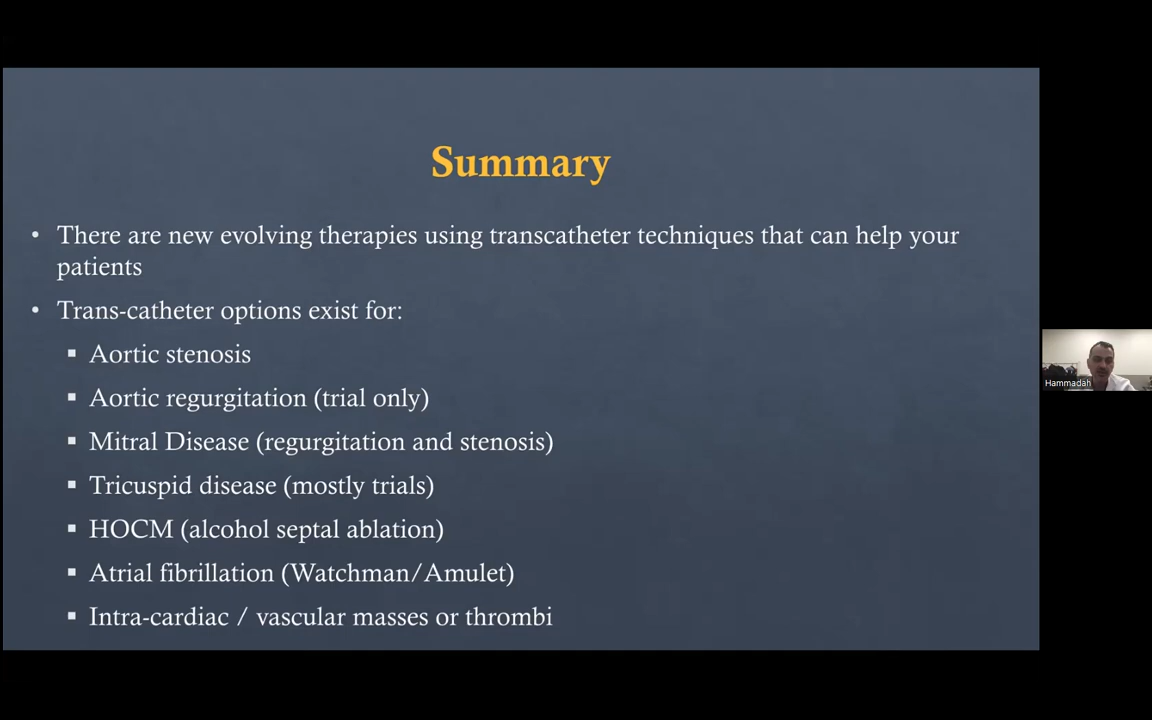 Summary
• There are new evolving therapies using transcatheter techniques that can help your
patients
• Trans-catheter options exist for:
▪ Aortic stenosis
▪ Aortic regurgitation (trial only)
▪ Mitral Disease (regurgitation and stenosis)
▪ Tricuspid disease (mostly trials)
▪ HOCM (alcohol septal ablation)
▪ Atrial fibrillation (Watchman/Amulet)
▪ Intra-cardiac / vascular masses or thrombi
Hammadah